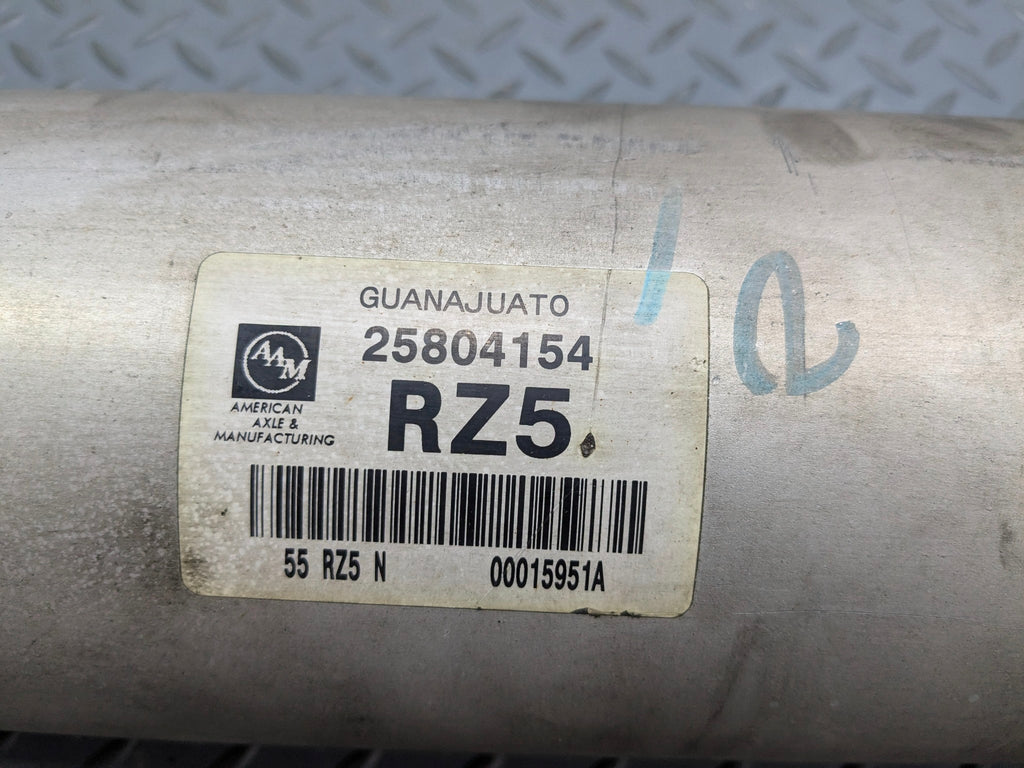 GUANAJUATO
25804154
RZ5
AAM
AMERICAN
AXLE &
MANUFACTURING
55 RZ5 N 00015951A
12